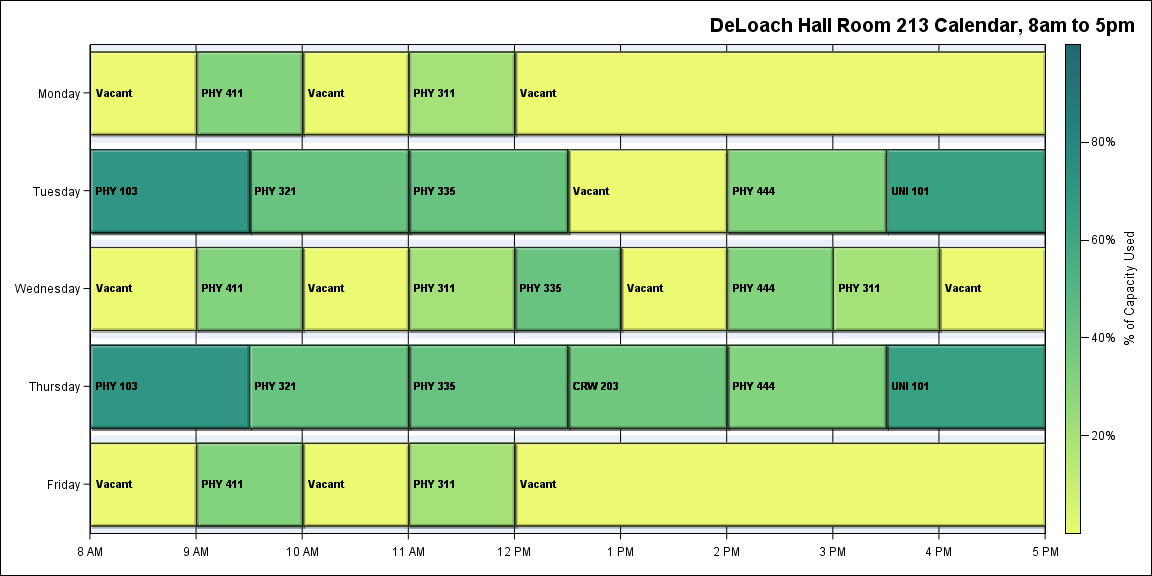 DeLoach Hall Room 213 Calendar, 8am to 5pm
Monday
Vacant
PHY 411
Vacant
PHY 311
Vacant
Tuesday
PHY 103
PHY 321
PHY 335
Vacant
PHY 444
UNI 101
Wednesday
Vacant
PHY 411
Vacant
PHY 311
PHY 335
Vacant
PHY 444
PHY 311
Vacant
Thursday
PHY 103
PHY 321
PHY 335
CRW 203
PHY 444
UNI 101
Friday
Vacant
PHY 411
Vacant
PHY 311
Vacant
8 AM
9 AM
10 AM
11 AM
12 PM
1 PM
2 PM
3 PM
4 PM
5 PM
80%
60%
40%
20%
% of Capacity Used